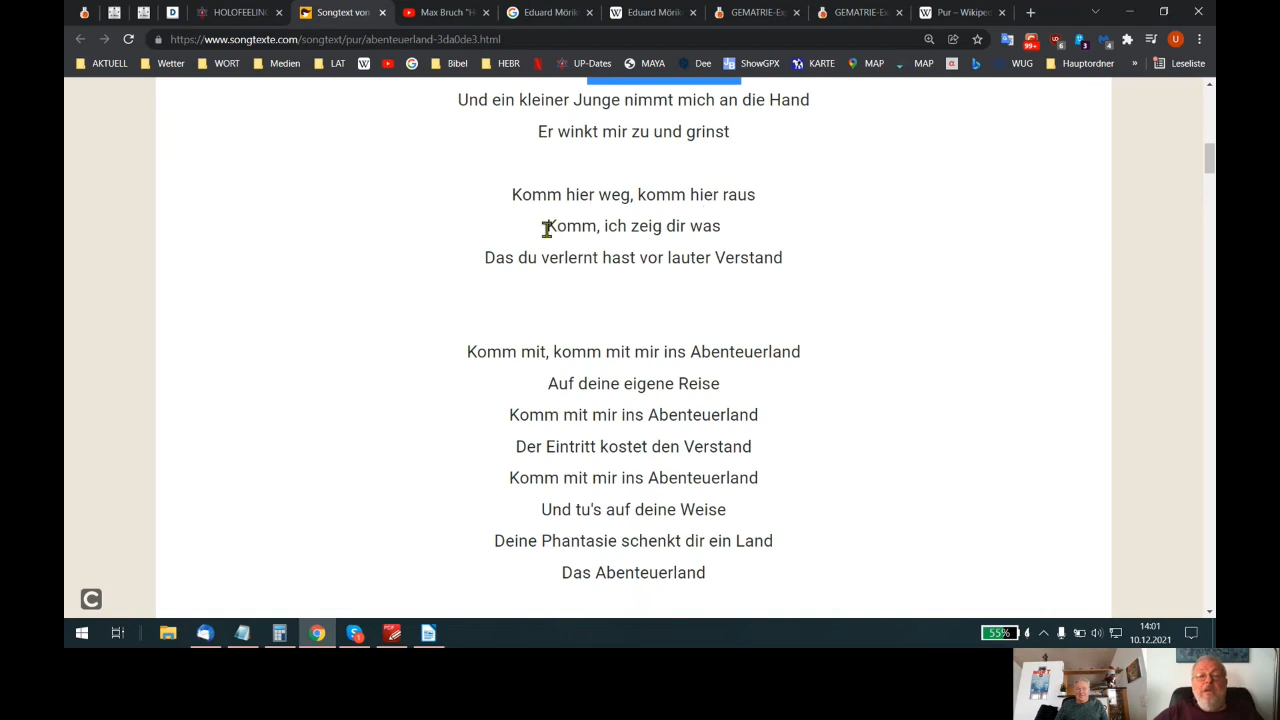 HOLOFEELIN
Songtext von
Max Bruch "K
Eduard Mörik
Eduard Mörik
GEMATRIE-Ex
GEMATRIE-Ex
Pur – Wikiped
https://www.songtexte.com/songtext/pur/abenteuerland-3da0de3.html
99+
6
3
4
U
AKTUELL
Wetter
WORT
Medien
LAT
Bibel
HEBR
UP-Dates
MAYA
Dee
ShowGPX
KARTE
MAP
MAP
WUG
Hauptordner
»
Leseliste
Und ein kleiner Junge nimmt mich an die Hand
Er winkt mir zu und grinst
Komm hier weg, komm hier raus
Komm, ich zeig dir was
Das du verlernt hast vor lauter Verstand
Komm mit, komm mit mir ins Abenteuerland
Auf deine eigene Reise
Komm mit mir ins Abenteuerland
Der Eintritt kostet den Verstand
Komm mit mir ins Abenteuerland
Und tu's auf deine Weise
Deine Phantasie schenkt dir ein Land
Das Abenteuerland
55%
14:01
10.12.2021